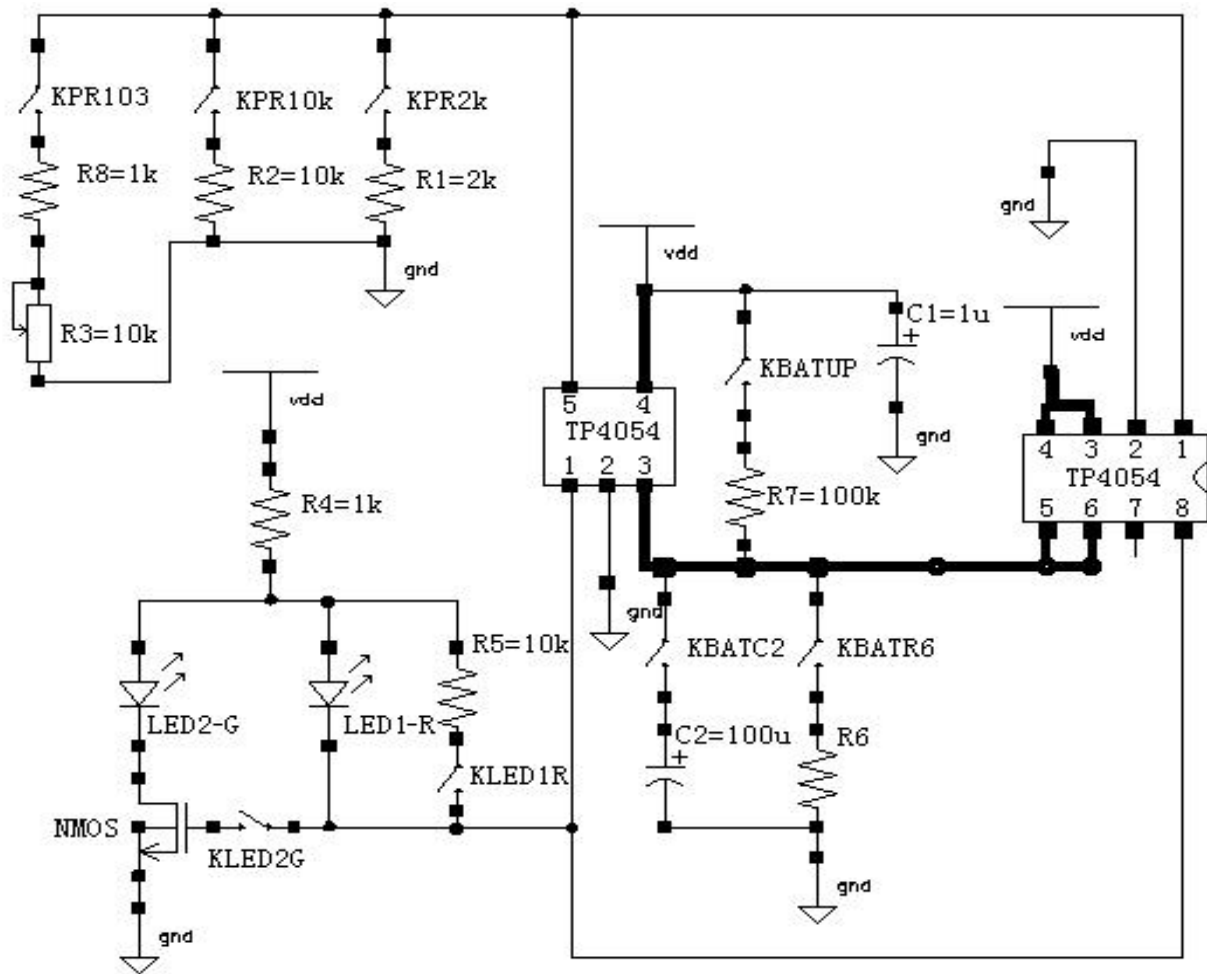 KPR103
KPR10k
KPR2k
R8=1k
R2=10k
R1=2k
gnd
gnd
vdd
R3=10k
C1=1u
vdd
KBATUP
vdd
5 4
TP4054
1 2 3
gnd
4 3 2 1
TP4054
5 6 7 8
R4=1k
R7=100k
gnd
R5=10k
KBATC2
KBATR6
LED2-G
LED1-R
C2=100u
R6
KLED1R
NMOS
KLED2G
gnd
gnd